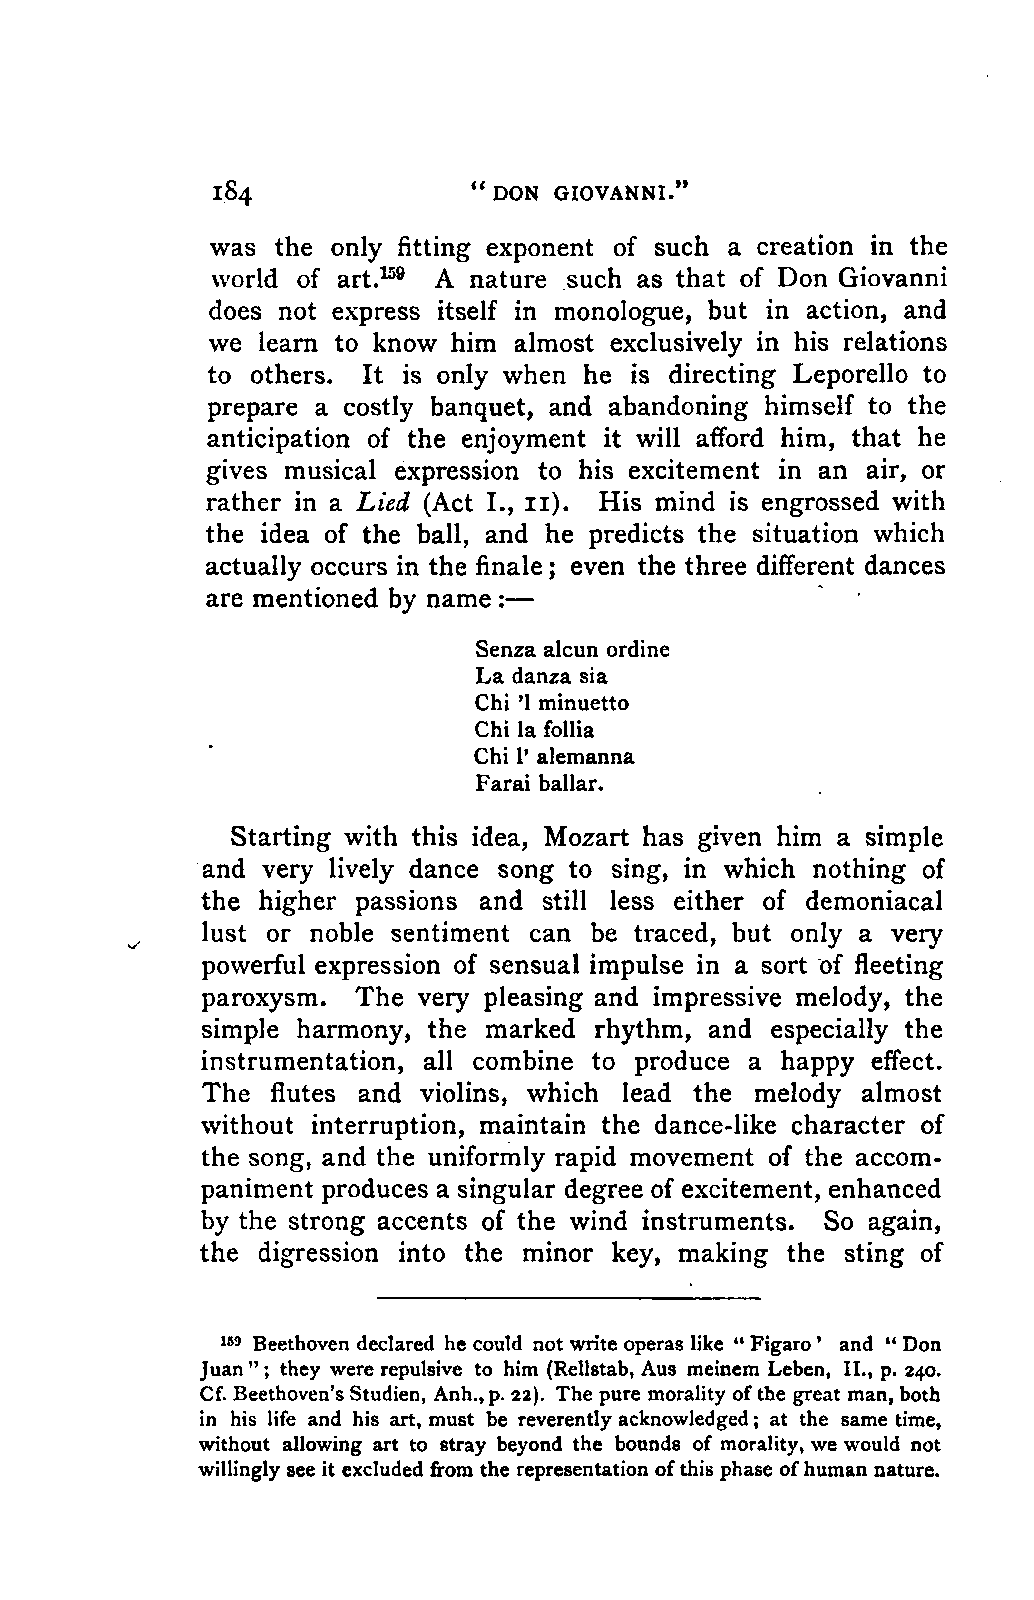 184 " DON GIOVANNI."
was the only fitting exponent of such a creation in the
world of art.¹⁵⁹ A nature such as that of Don Giovanni
does not express itself in monologue, but in action, and
we learn to know him almost exclusively in his relations
to others. It is only when he is directing Leporello to
prepare a costly banquet, and abandoning himself to the
anticipation of the enjoyment it will afford him, that he
gives musical expression to his excitement in an air, or
rather in a Lied (Act I., 11). His mind is engrossed with
the idea of the ball, and he predicts the situation which
actually occurs in the finale; even the three different dances
are mentioned by name :—
Senza alcun ordine
La danza sia
Chi 'l minuetto
Chi la follia
Chi l' alemanna
Farai ballar.
Starting with this idea, Mozart has given him a simple
and very lively dance song to sing, in which nothing of
the higher passions and still less either of demoniacal
lust or noble sentiment can be traced, but only a very
powerful expression of sensual impulse in a sort of fleeting
paroxysm. The very pleasing and impressive melody, the
simple harmony, the marked rhythm, and especially the
instrumentation, all combine to produce a happy effect.
The flutes and violins, which lead the melody almost
without interruption, maintain the dance-like character of
the song, and the uniformly rapid movement of the accom-
paniment produces a singular degree of excitement, enhanced
by the strong accents of the wind instruments. So again,
the digression into the minor key, making the sting of
¹⁵⁹ Beethoven declared he could not write operas like " Figaro' and " Don
Juan"; they were repulsive to him (Rellstab, Aus meinem Leben, II., p. 240.
Cf. Beethoven's Studien, Anh., p. 22). The pure morality of the great man, both
in his life and his art, must be reverently acknowledged; at the same time,
without allowing art to stray beyond the bounds of morality, we would not
willingly see it excluded from the representation of this phase of human nature.